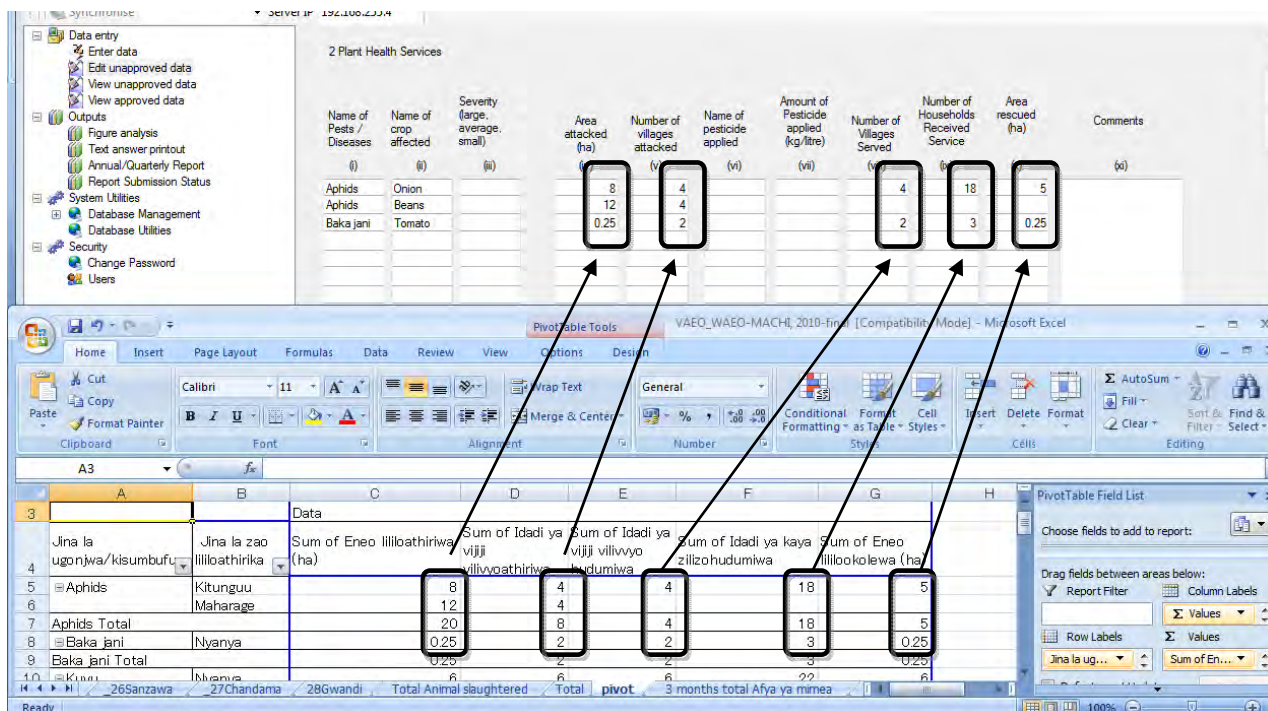 Synchronise Server IP 192.168.255.4
Data entry
Enter data
Edit unapproved data
View unapproved data
View approved data
Outputs
Figure analysis
Text answer printout
Annual/Quarterly Report
Report Submission Status
System Utilities
Database Management
Database Utilities
Security
Change Password
Users
2 Plant Health Services
Name of Pests / Diseases
Name of crop affected
Severity (large, average, small)
Area attacked (ha)
Number of villages attacked
Name of pesticide applied
Amount of Pesticide applied (kg/litre)
Number of Villages Served
Number of Households Received Service
Area rescued (ha)
Comments
(i) (ii) (iii) (v) (vi) (vii) (xi)
Aphids Onion 8 4 4 18 5
Aphids Beans 12 4
Baka jani Tomato 0.25 2 2 3 0.25
PivotTable Tools VAEO_WAEO-MACHI, 2010-final [Compatibility Mode] - Microsoft Excel
Home Insert Page Layout Formulas Data Review View Options Design
Paste
Cut
Copy
Format Painter
Clipboard
Calibri 11
B I U
Font
Wrap Text
Merge & Center
Alignment
General
% ,
Number
Conditional Formatting
Format as Table
Cell Styles
Styles
Insert Delete Format
Cells
Σ AutoSum
Fill
Clear
Sort & Filter
Find & Select
Editing
A3 fx
A B C D E F G H
3 Data
4 Jina la ugonjwa/kisumbufu
Jina la zao lililoathirika
Sum of Eneo lililoathiriwa (ha)
Sum of Idadi ya vijiji vilivyoathiriwa
Sum of Idadi ya vijiji vilivvyo hudumiwa
Sum of Idadi ya kaya zilizohudumiwa
Sum of Eneo lililookolewa (ha)
5 Aphids Kitunguu 8 4 4 18 5
6 Maharage 12 4
7 Aphids Total 20 8 4 18 5
8 Baka jani Nyanya 0.25 2 2 3 0.25
9 Baka jani Total 0.25 2 2 3 0.25
10 Kuvu Nyanya 6 6 6 22 6
_26Sanzawa _27Chandama 28Gwandi Total Animal slaughtered Total pivot 3 months total Afya ya mimea
Ready 100%
PivotTable Field List
Choose fields to add to report:
Drag fields between areas below:
Report Filter Column Labels
Σ Values
Row Labels Σ Values
Jina la ug... Sum of En...